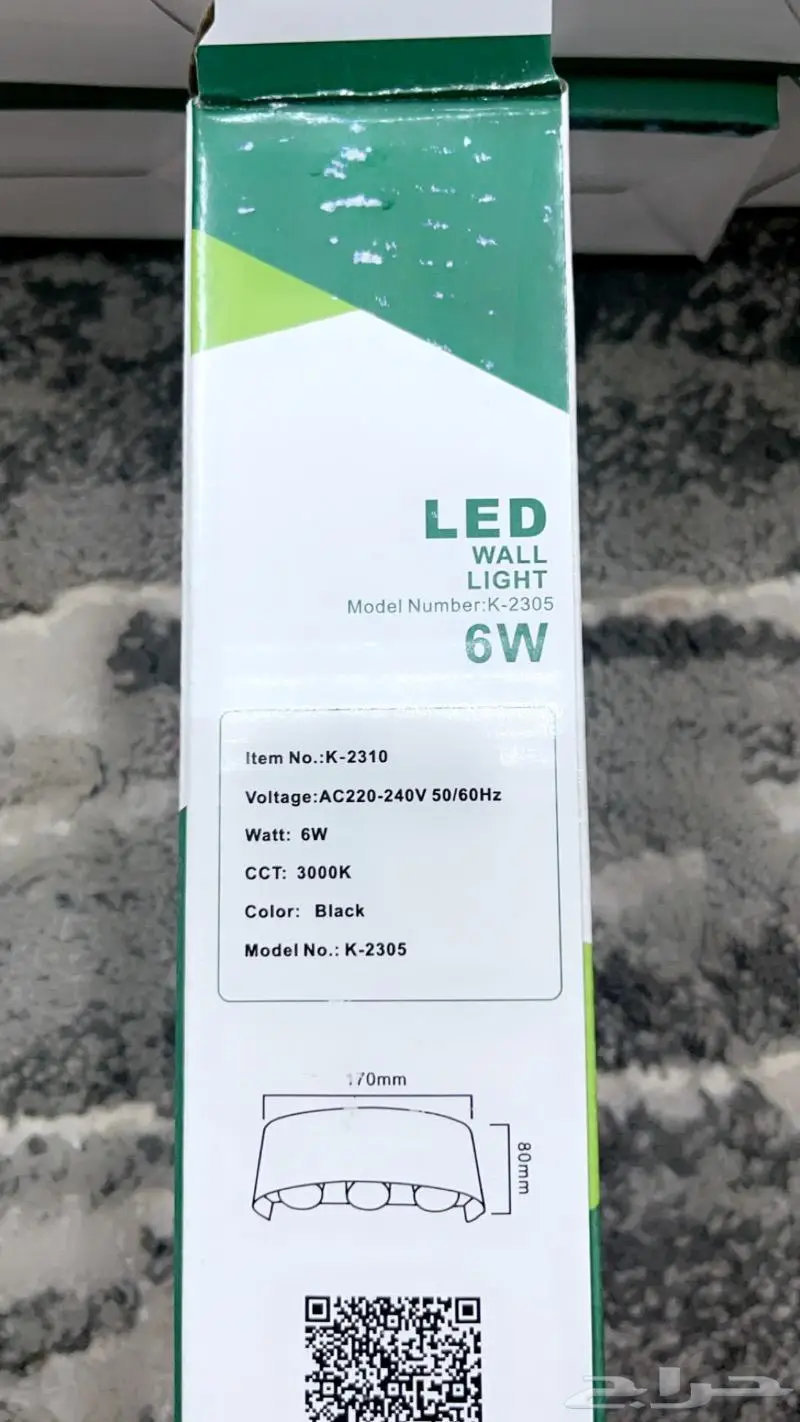 LED
WALL
LIGHT
Model Number:K-2305
6W
Item No.:K-2310
Voltage:AC220-240V 50/60Hz
Watt: 6W
CCT: 3000K
Color: Black
Model No.: K-2305
170mm
80mm
حراج